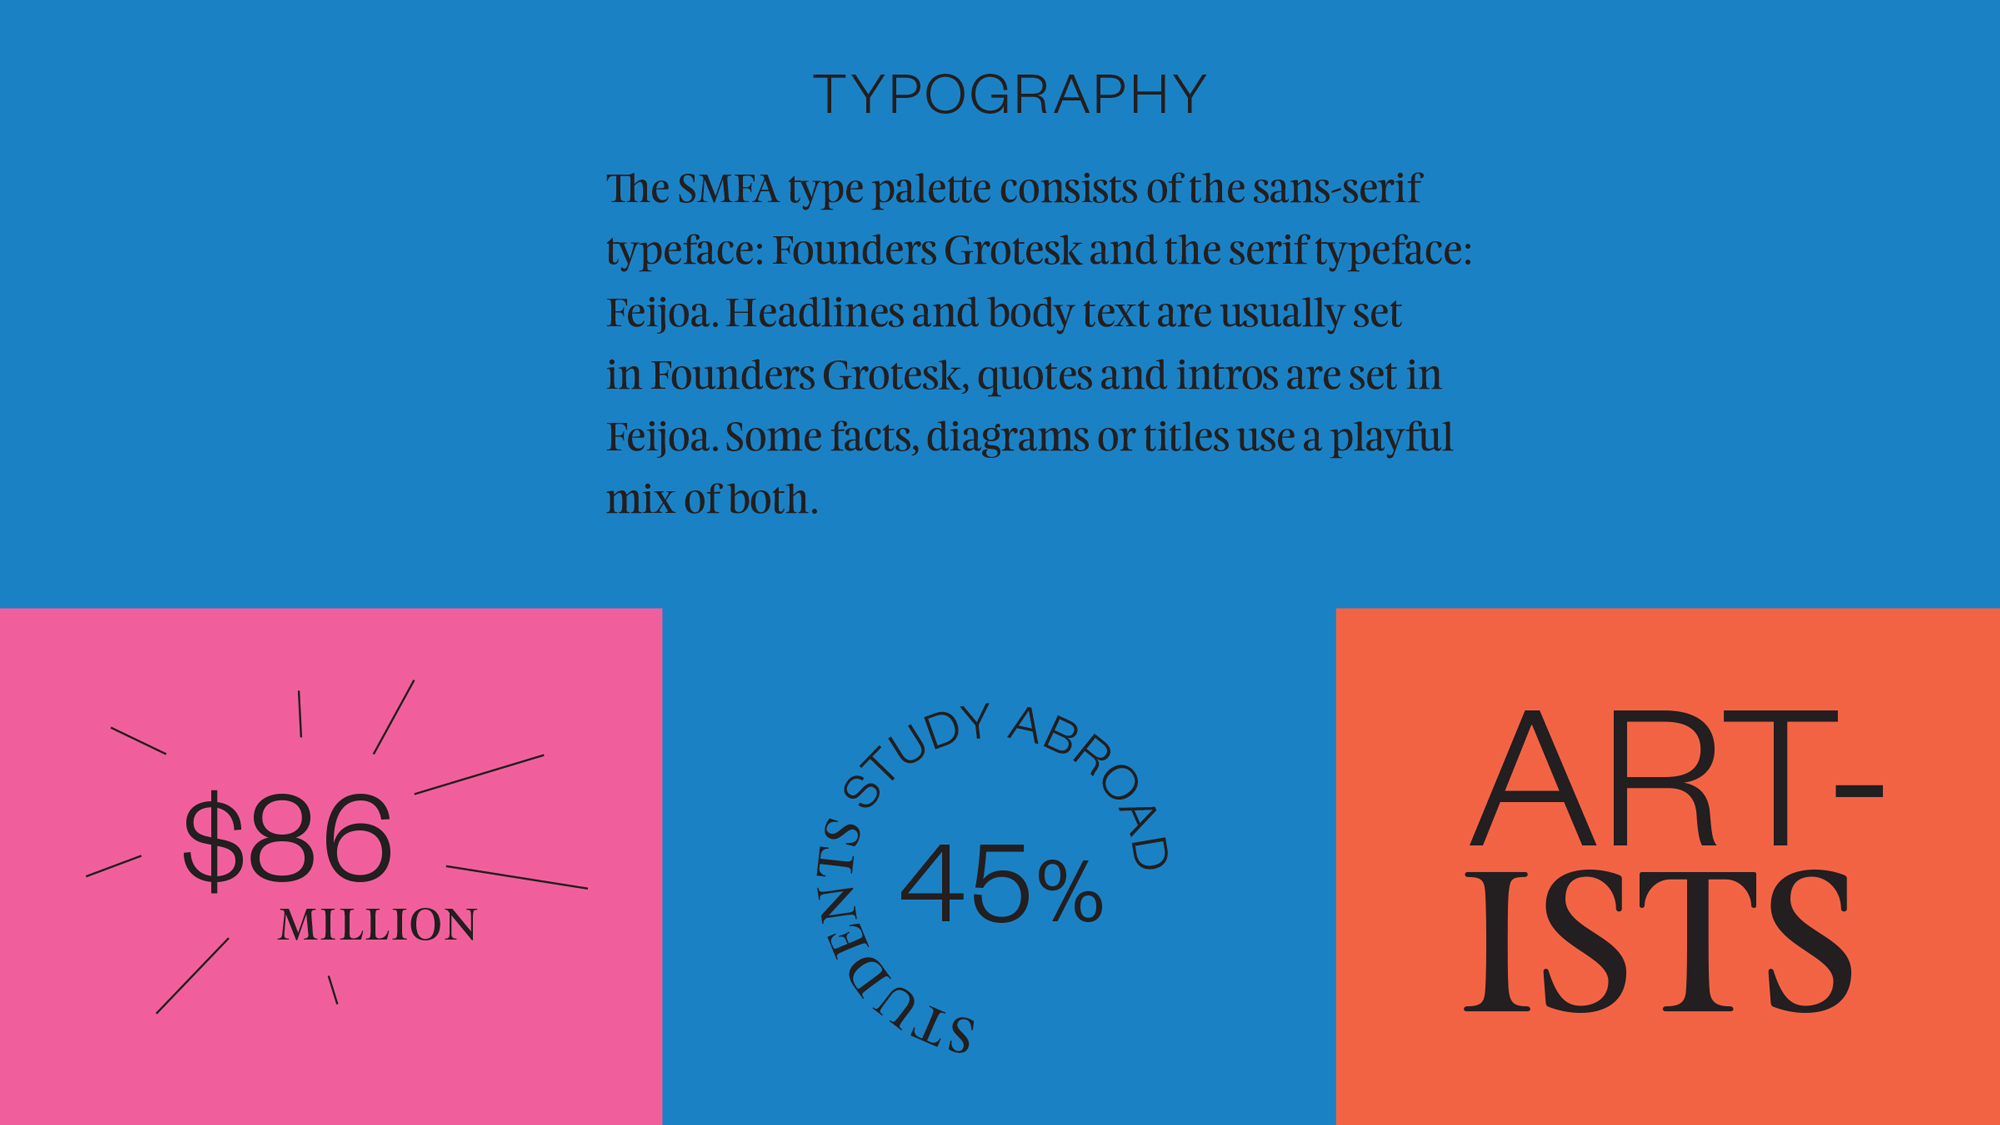 TYPOGRAPHY
The SMFA type palette consists of the sans-serif
typeface: Founders Grotesk and the serif typeface:
Feijoa. Headlines and body text are usually set
in Founders Grotesk, quotes and intros are set in
Feijoa. Some facts, diagrams or titles use a playful
mix of both.
$86
MILLION
STUDENTS STUDY ABROAD
45%
ART-
ISTS